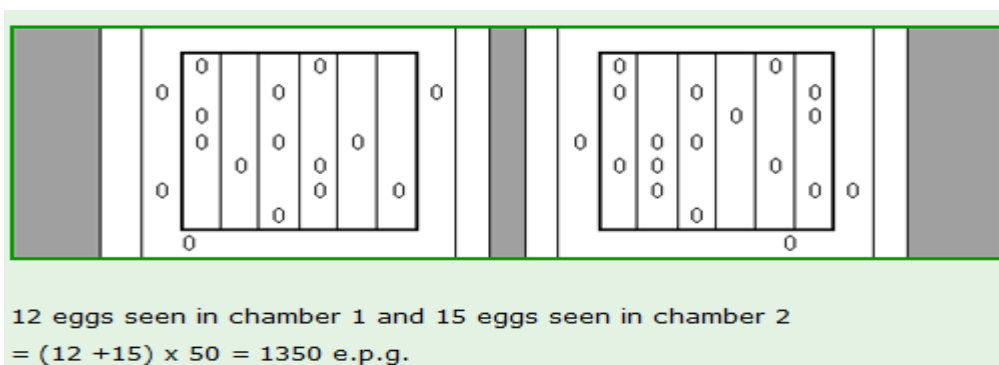 12 eggs seen in chamber 1 and 15 eggs seen in chamber 2
= (12 +15) x 50 = 1350 e.p.g.